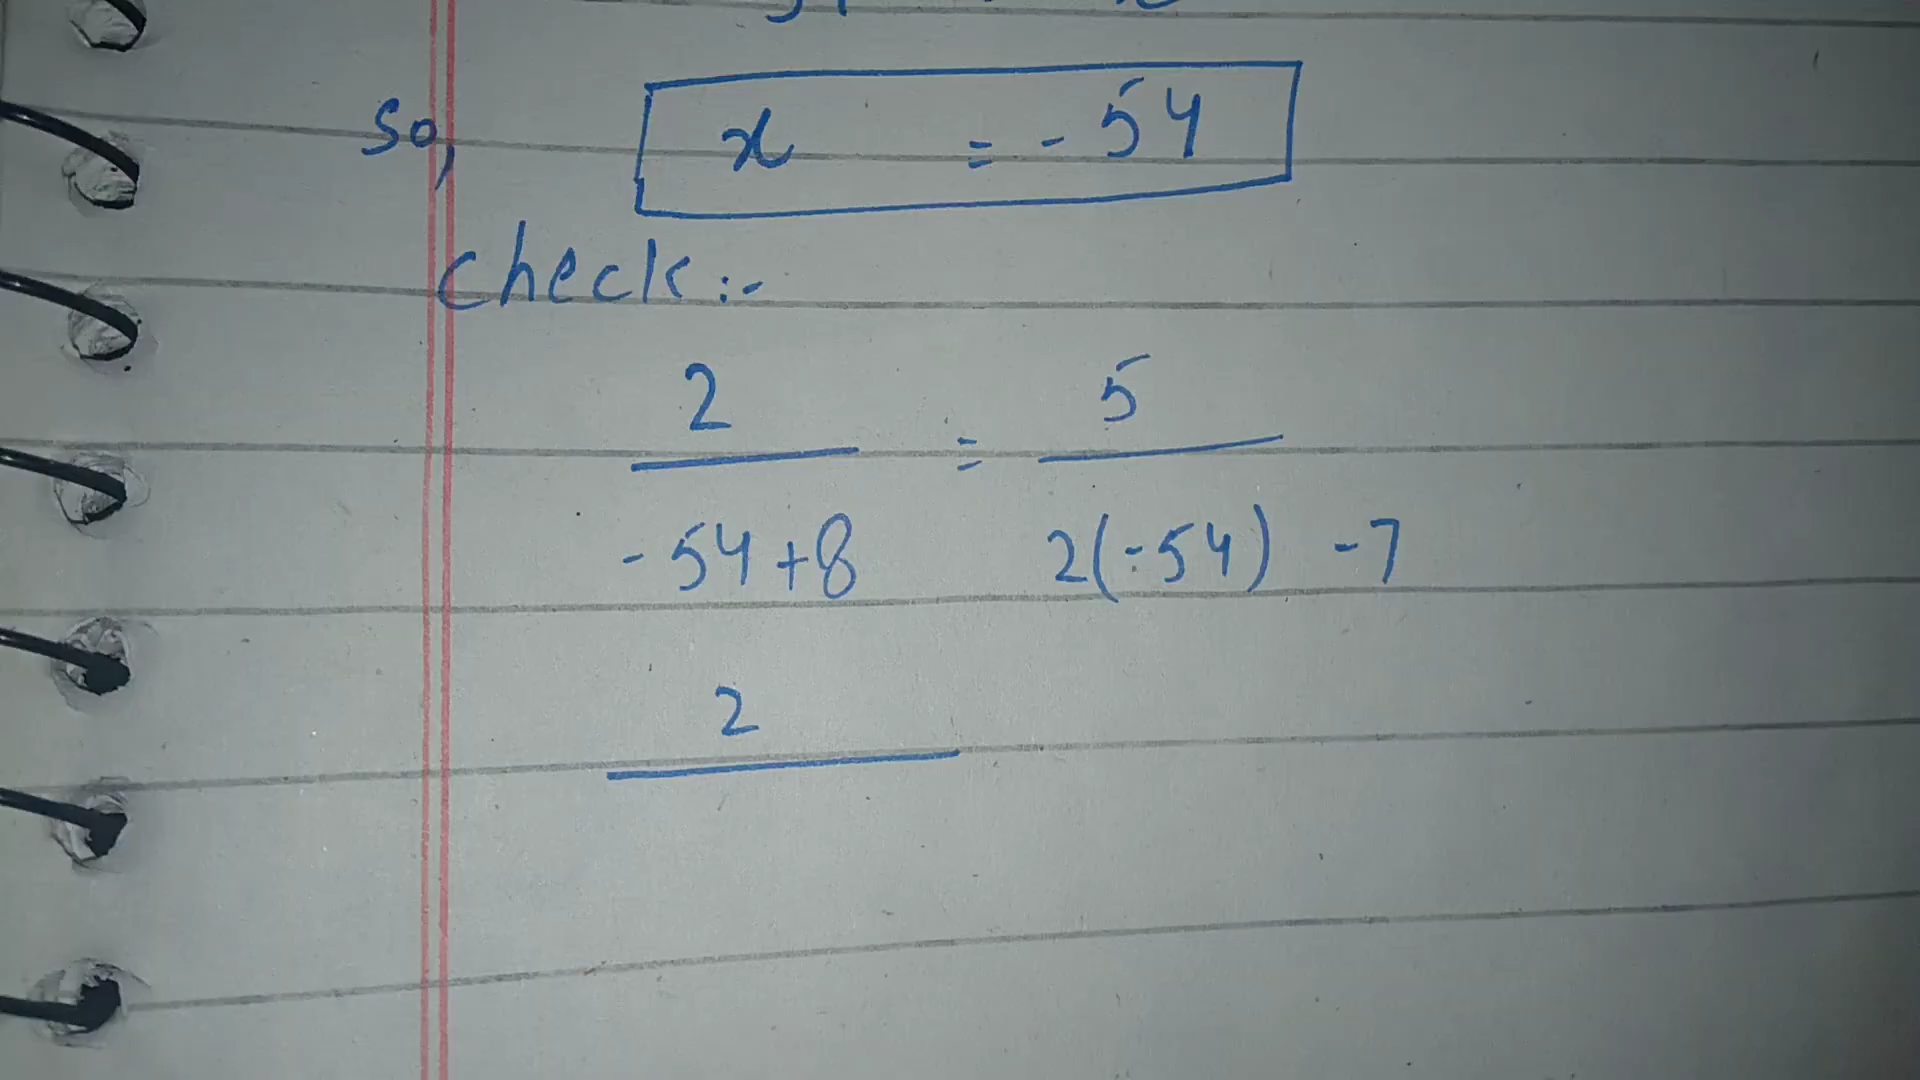 so, x = - 54
check :-
2 = 5
- 54 + 8 2(-54) - 7
2